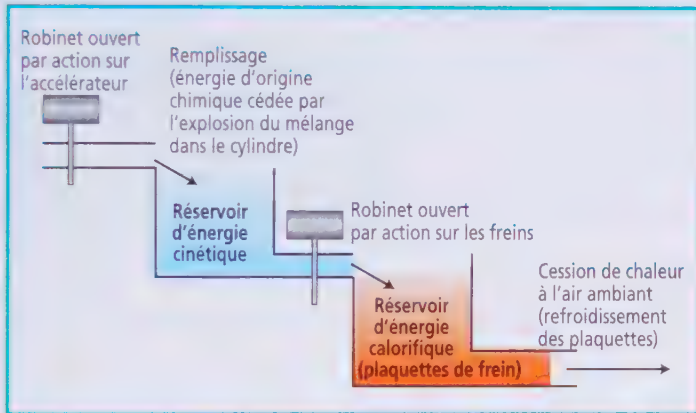 Robinet ouvert
par action sur
l'accélérateur
Remplissage
(énergie d'origine
chimique cédée par
l'explosion du mélange
dans le cylindre)
Réservoir
d'énergie
cinétique
Robinet ouvert
par action sur les freins
Réservoir
d'énergie
calorifique
(plaquettes de frein)
Cession de chaleur
à l'air ambiant
(refroidissement
des plaquettes)